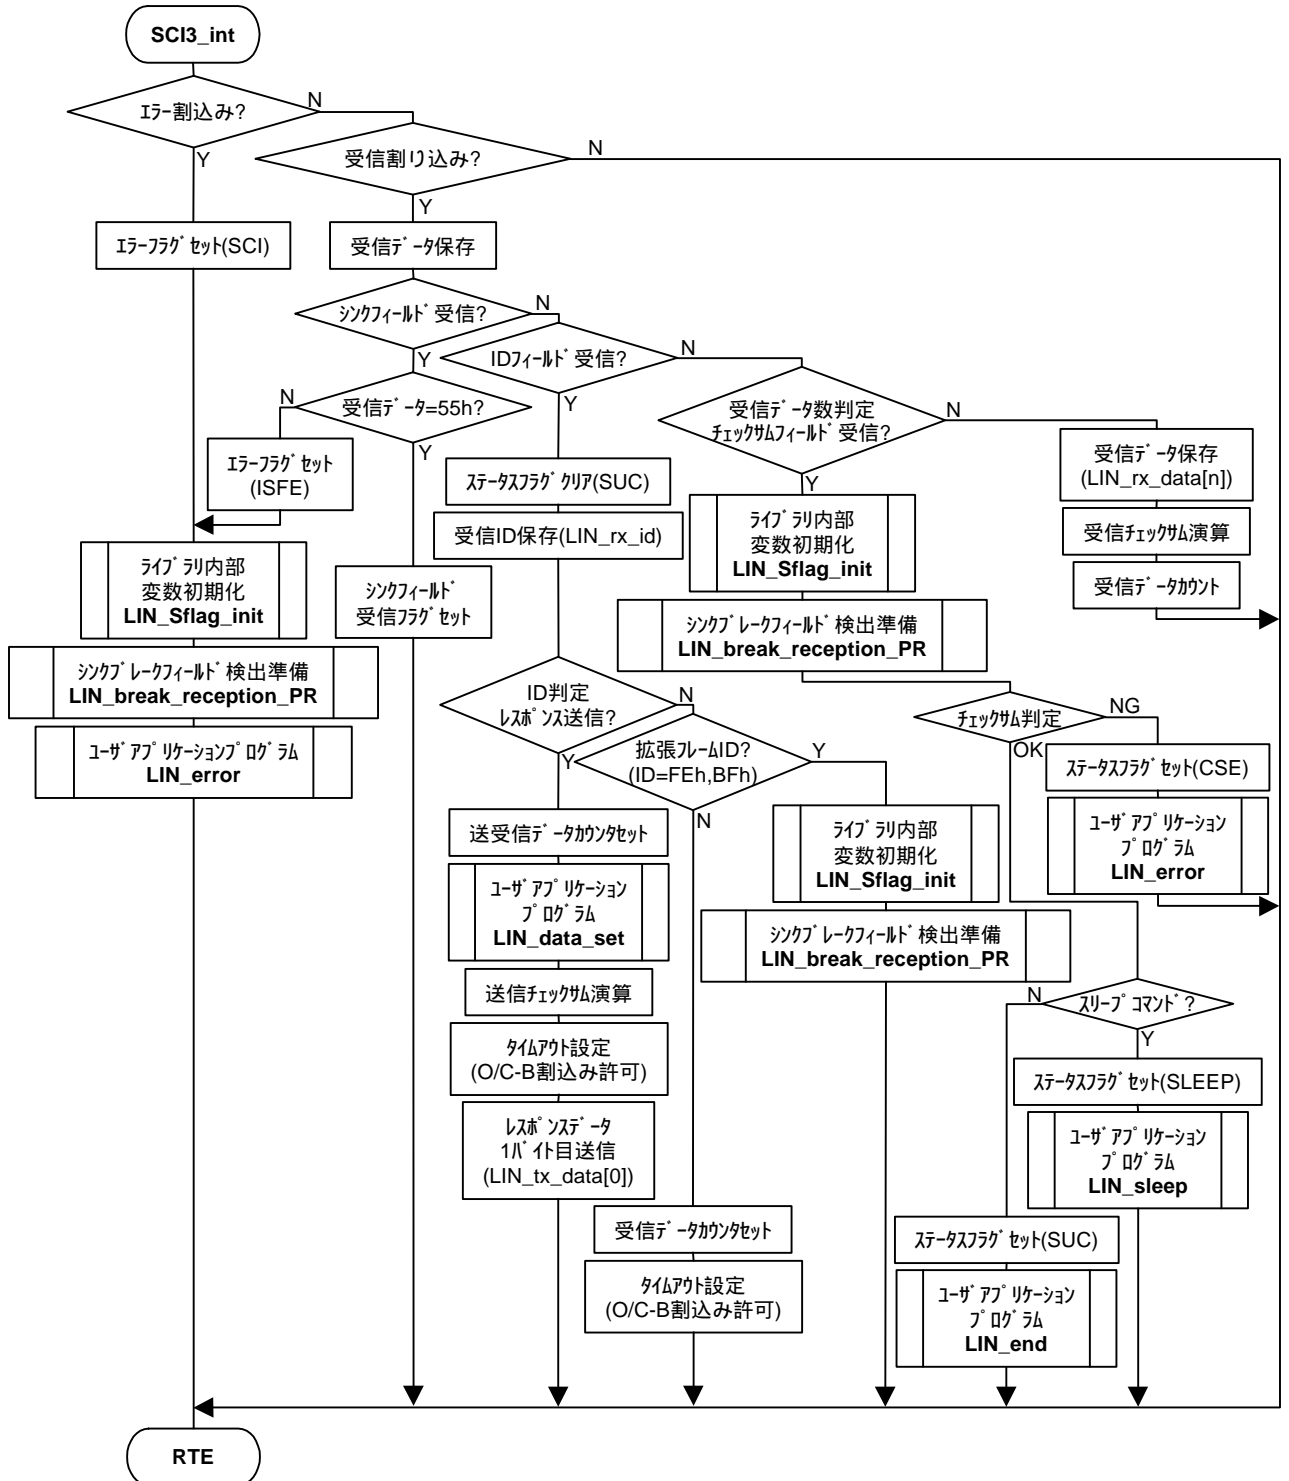 SCI3_int
ｴﾗｰ割込み?
N
Y
受信割り込み?
N
Y
ｴﾗｰﾌﾗｸﾞｾｯﾄ(SCI)
受信ﾃﾞｰﾀ保存
ｼﾝｸﾌｨｰﾙﾄﾞ受信?
N
Y
IDﾌｨｰﾙﾄﾞ受信?
N
Y
受信ﾃﾞｰﾀ=55h?
N
Y
受信ﾃﾞｰﾀ数判定
ﾁｪｯｸｻﾑﾌｨｰﾙﾄﾞ受信?
N
Y
ｴﾗｰﾌﾗｸﾞｾｯﾄ
(ISFE)
ｽﾃｰﾀｽﾌﾗｸﾞｸﾘｱ(SUC)
受信ID保存(LIN_rx_id)
受信ﾃﾞｰﾀ保存
(LIN_rx_data[n])
受信ﾁｪｯｸｻﾑ演算
受信ﾃﾞｰﾀｶｳﾝﾄ
ﾗｲﾌﾞﾗﾘ内部
変数初期化
LIN_Sflag_init
ｼﾝｸﾌﾞﾚｰｸﾌｨｰﾙﾄﾞ検出準備
LIN_break_reception_PR
ﾕｰｻﾞｱﾌﾟﾘｹｰｼｮﾝﾌﾟﾛｸﾞﾗﾑ
LIN_error
ｼﾝｸﾌｨｰﾙﾄﾞ
受信ﾌﾗｸﾞｾｯﾄ
ﾗｲﾌﾞﾗﾘ内部
変数初期化
LIN_Sflag_init
ｼﾝｸﾌﾞﾚｰｸﾌｨｰﾙﾄﾞ検出準備
LIN_break_reception_PR
ID判定
ﾚｽﾎﾟﾝｽ送信?
N
Y
拡張ﾌﾚｰﾑID?
(ID=FEh,BFh)
Y
N
ﾁｪｯｸｻﾑ判定
NG
OK
ｽﾃｰﾀｽﾌﾗｸﾞｾｯﾄ(CSE)
ﾕｰｻﾞｱﾌﾟﾘｹｰｼｮﾝ
ﾌﾟﾛｸﾞﾗﾑ
LIN_error
送受信ﾃﾞｰﾀｶｳﾝﾀｾｯﾄ
ﾕｰｻﾞｱﾌﾟﾘｹｰｼｮﾝ
ﾌﾟﾛｸﾞﾗﾑ
LIN_data_set
送信ﾁｪｯｸｻﾑ演算
ﾀｲﾑｱｳﾄ設定
(O/C-B割込み許可)
ﾚｽﾎﾟﾝｽﾃﾞｰﾀ
1ﾊﾞｲﾄ目送信
(LIN_tx_data[0])
ﾗｲﾌﾞﾗﾘ内部
変数初期化
LIN_Sflag_init
ｼﾝｸﾌﾞﾚｰｸﾌｨｰﾙﾄﾞ検出準備
LIN_break_reception_PR
ｽﾘｰﾌﾟｺﾏﾝﾄﾞ?
N
Y
ｽﾃｰﾀｽﾌﾗｸﾞｾｯﾄ(SLEEP)
ﾕｰｻﾞｱﾌﾟﾘｹｰｼｮﾝ
ﾌﾟﾛｸﾞﾗﾑ
LIN_sleep
受信ﾃﾞｰﾀｶｳﾝﾀｾｯﾄ
ﾀｲﾑｱｳﾄ設定
(O/C-B割込み許可)
ｽﾃｰﾀｽﾌﾗｸﾞｾｯﾄ(SUC)
ﾕｰｻﾞｱﾌﾟﾘｹｰｼｮﾝ
ﾌﾟﾛｸﾞﾗﾑ
LIN_end
RTE